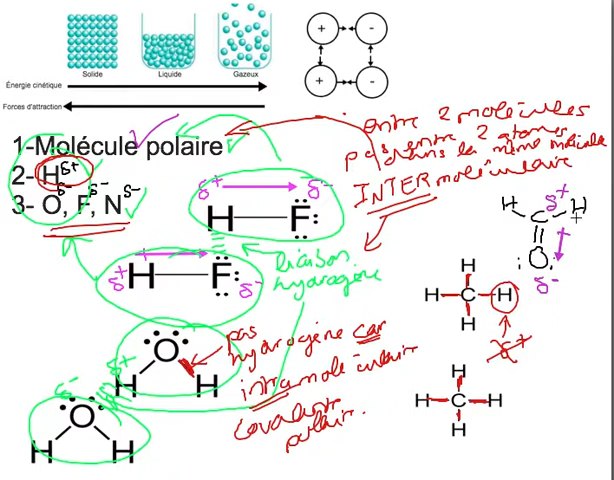 Solide Liquide Gazeux
Énergie cinétique
Forces d'attraction
+ -
+ -
1-Molécule polaire
2- H δ+
3- O, F, N δ- δ- δ-
entre 2 molécules
pas entre 2 atomes
dans la même molécule
INTERmoléculaire
δ+ δ-
H F
δ+ H F δ-
liaison
hydrogène
H C H δ+
O
δ-
H
H C H
H
δ+
H
H C H
H
O
δ+
H H
pas
hydrogène car
intramoléculaire
covalente
polaire.
δ-
O
H H